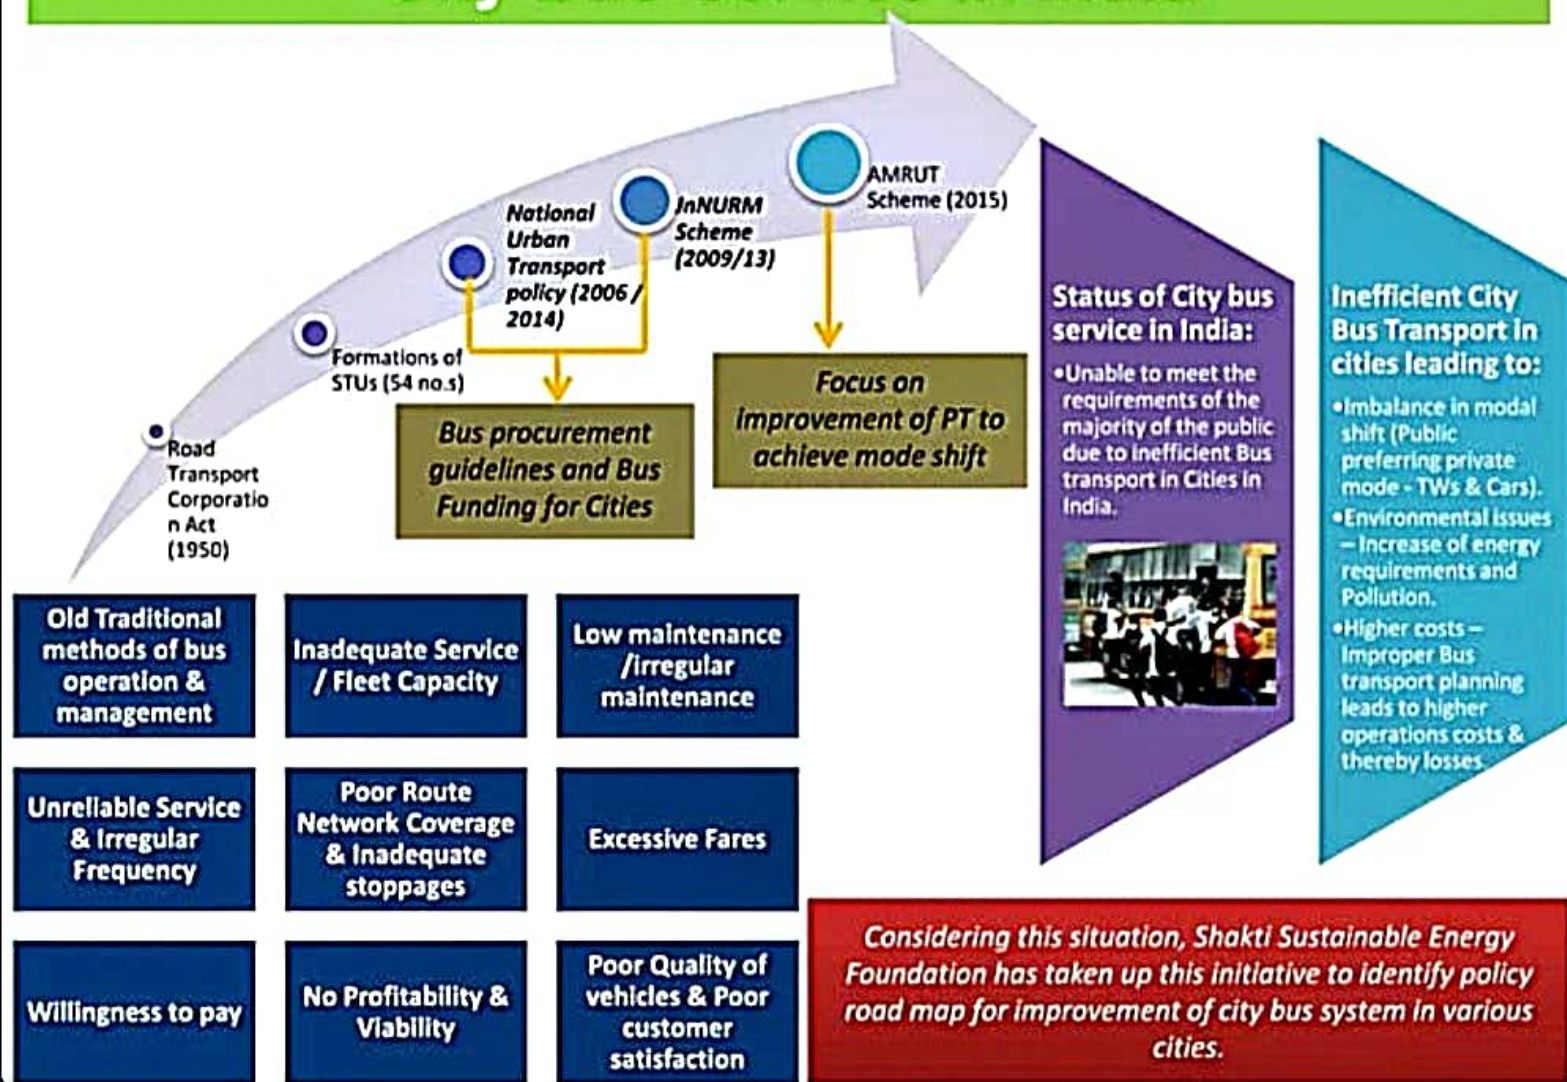 Road
Transport
Corporatio
n Act
(1950)
Formations of
STUs (54 no.s)
National
Urban
Transport
policy (2006 /
2014)
JnNURM
Scheme
(2009/13)
AMRUT
Scheme (2015)
Bus procurement
guidelines and Bus
Funding for Cities
Focus on
improvement of PT to
achieve mode shift
Status of City bus
service in India:
•Unable to meet the
requirements of the
majority of the public
due to inefficient Bus
transport in Cities in
India.
Inefficient City
Bus Transport in
cities leading to:
•Imbalance in modal
shift (Public
preferring private
mode - TWs & Cars).
•Environmental issues
– Increase of energy
requirements and
Pollution.
•Higher costs –
Improper Bus
transport planning
leads to higher
operations costs &
thereby losses
Old Traditional
methods of bus
operation &
management
Inadequate Service
/ Fleet Capacity
Low maintenance
/irregular
maintenance
Unreliable Service
& Irregular
Frequency
Poor Route
Network Coverage
& Inadequate
stoppages
Excessive Fares
Willingness to pay
No Profitability &
Viability
Poor Quality of
vehicles & Poor
customer
satisfaction
Considering this situation, Shakti Sustainable Energy
Foundation has taken up this initiative to identify policy
road map for improvement of city bus system in various
cities.